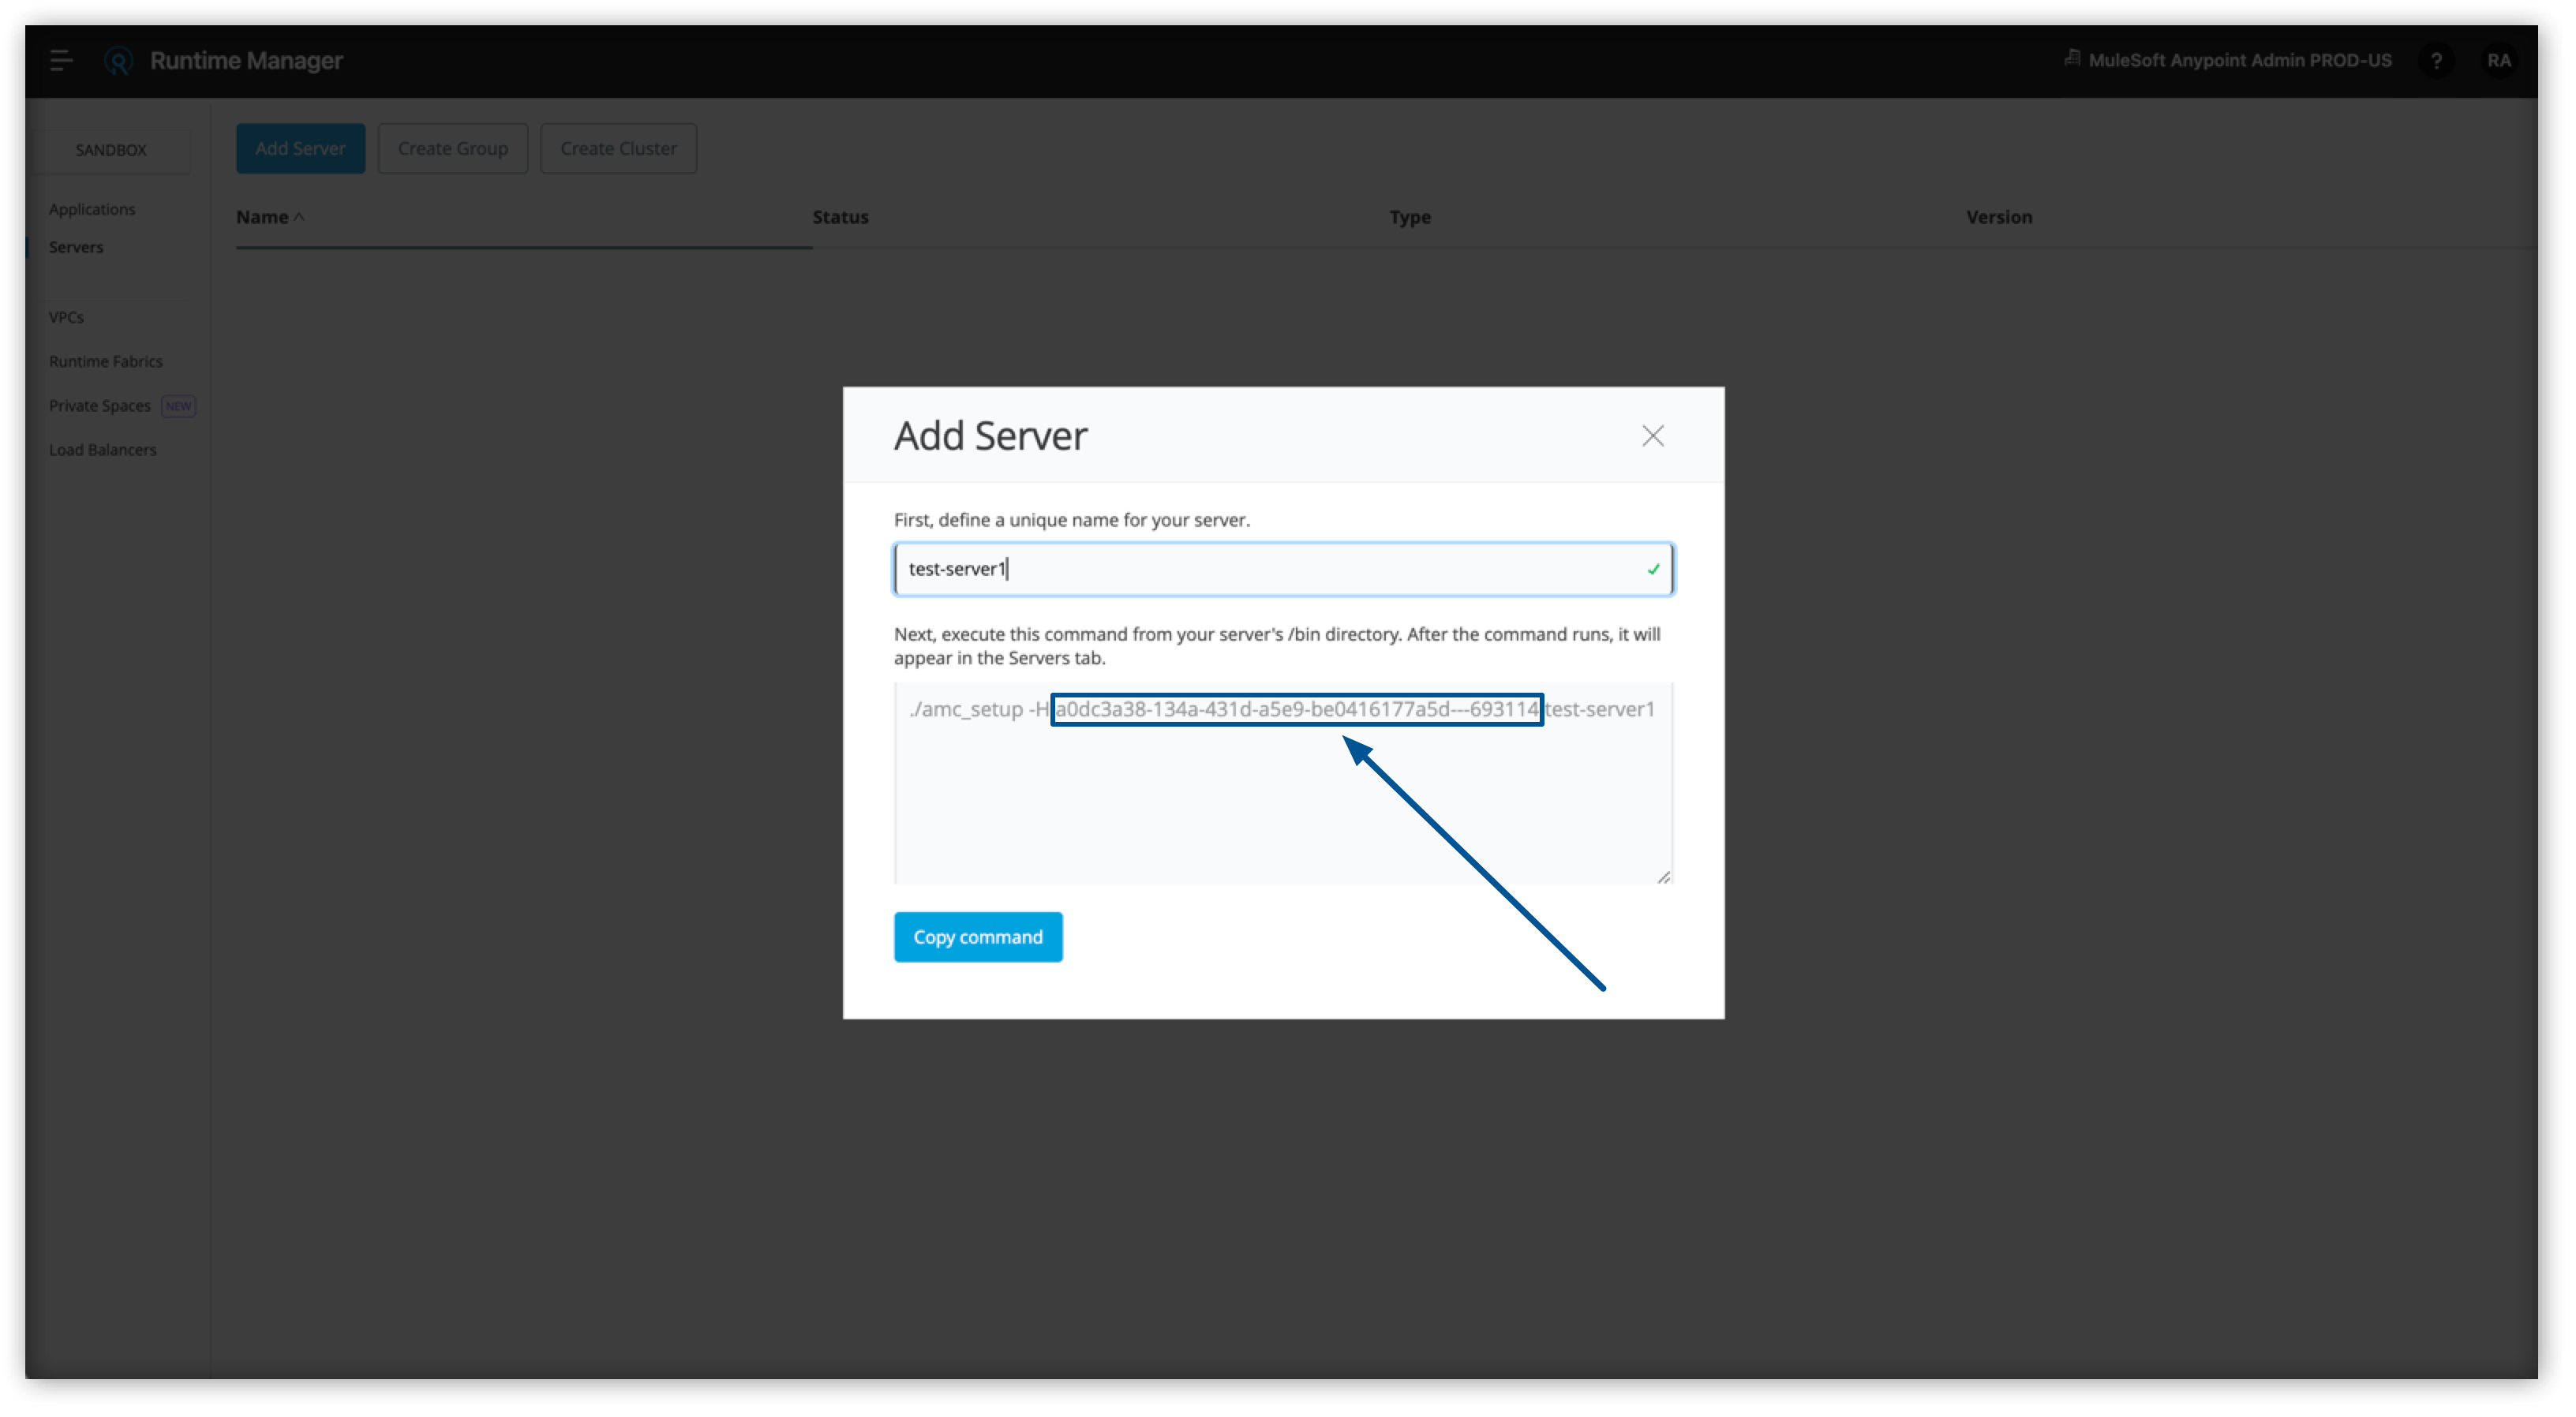 Runtime Manager
MuleSoft Anypoint Admin PROD-US
?
RA
SANDBOX
Applications
Servers
VPCs
Runtime Fabrics
Private Spaces NEW
Load Balancers
Add Server
Create Group
Create Cluster
Name
Status
Type
Version
Add Server
First, define a unique name for your server.
test-server1
Next, execute this command from your server's /bin directory. After the command runs, it will
appear in the Servers tab.
./amc_setup -H a0dc3a38-134a-431d-a5e9-be0416177a5d---693114 test-server1
Copy command